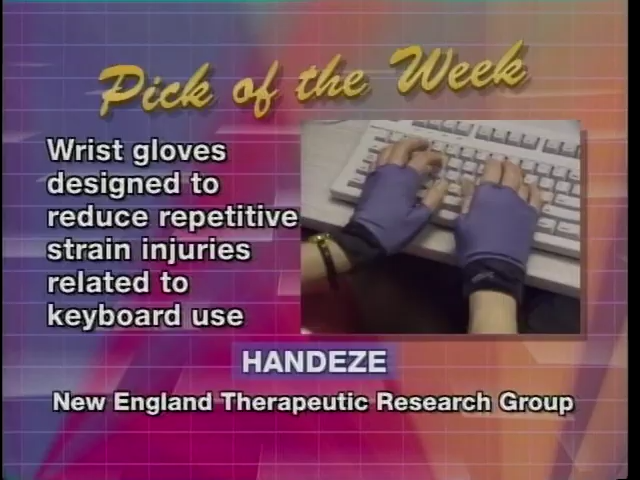 Pick of the Week
Wrist gloves
designed to
reduce repetitive
strain injuries
related to
keyboard use
HANDEZE
New England Therapeutic Research Group